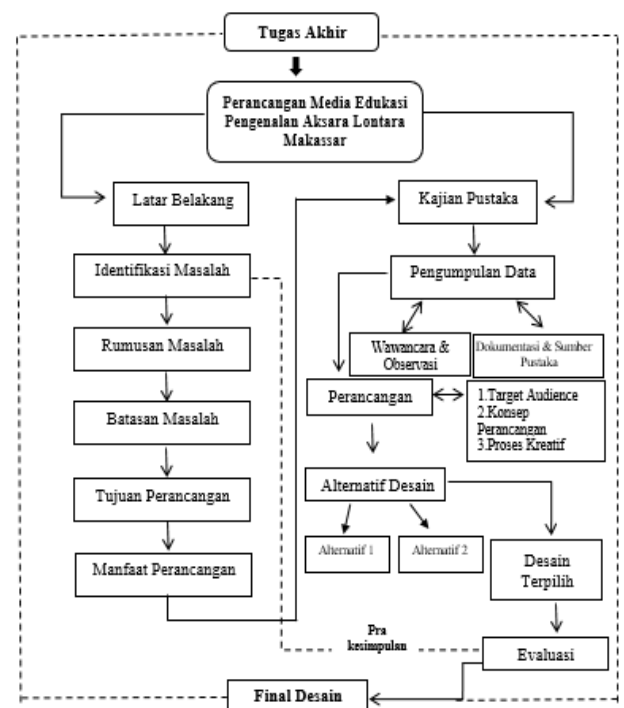 Tugas Akhir
Perancangan Media Edukasi
Pengenalan Aksara Lontara
Makassar
Latar Belakang
Identifikasi Masalah
Rumusan Masalah
Batasan Masalah
Tujuan Perancangan
Manfaat Perancangan
Kajian Pustaka
Pengumpulan Data
Wawancara &
Observasi
Dokumentasi & Sumber
Pustaka
Perancangan
1.Target Audience
2.Konsep
Perancangan
3.Proses Kreatif
Alternatif Desain
Alternatif 1
Alternatif 2
Desain
Terpilih
Pra
kesimpulan
Evaluasi
Final Desain